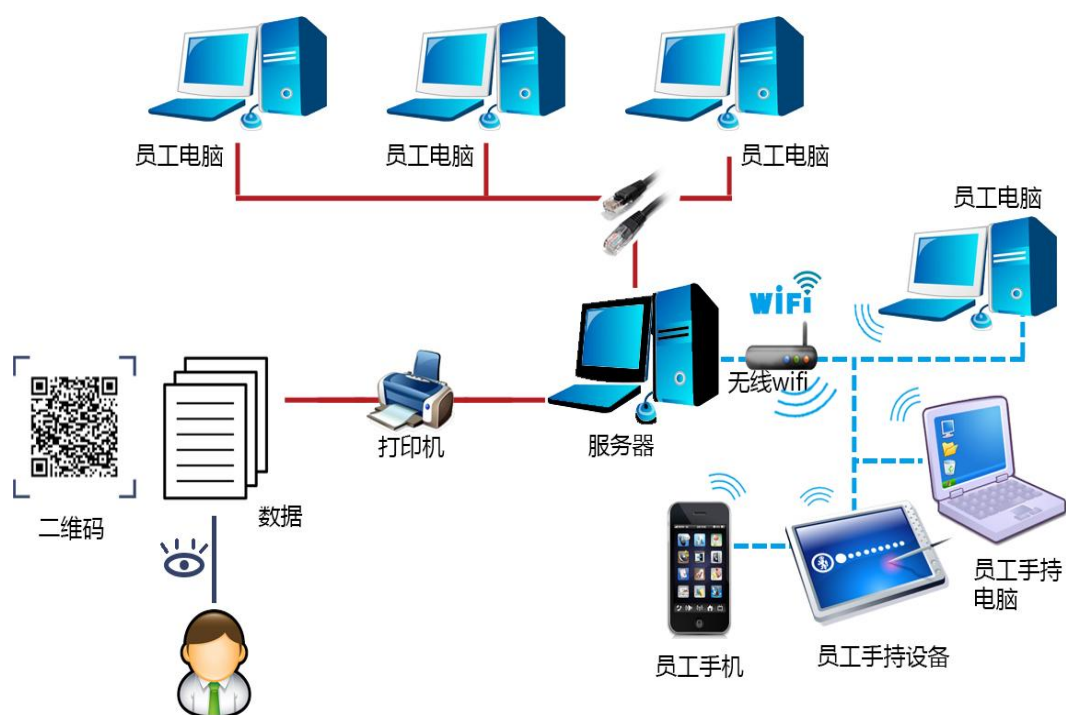 员工电脑
员工电脑
员工电脑
员工电脑
WiFi
无线wifi
打印机
服务器
二维码
数据
员工手持
电脑
员工手机
员工手持设备